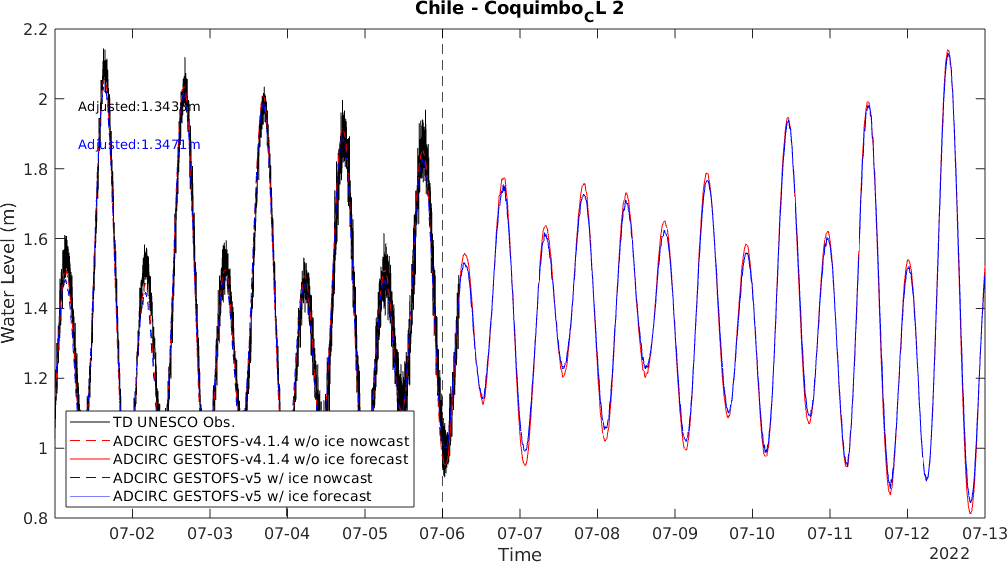 Chile - Coquimbo_CL 2
Water Level (m)
2.2
2
1.8
1.6
1.4
1.2
1
0.8
Adjusted:1.3435m
Adjusted:1.3471m
TD UNESCO Obs.
ADCIRC GESTOFS-v4.1.4 w/o ice nowcast
ADCIRC GESTOFS-v4.1.4 w/o ice forecast
ADCIRC GESTOFS-v5 w/ ice nowcast
ADCIRC GESTOFS-v5 w/ ice forecast
07-02 07-03 07-04 07-05 07-06 07-07 07-08 07-09 07-10 07-11 07-12 07-13
Time
2022